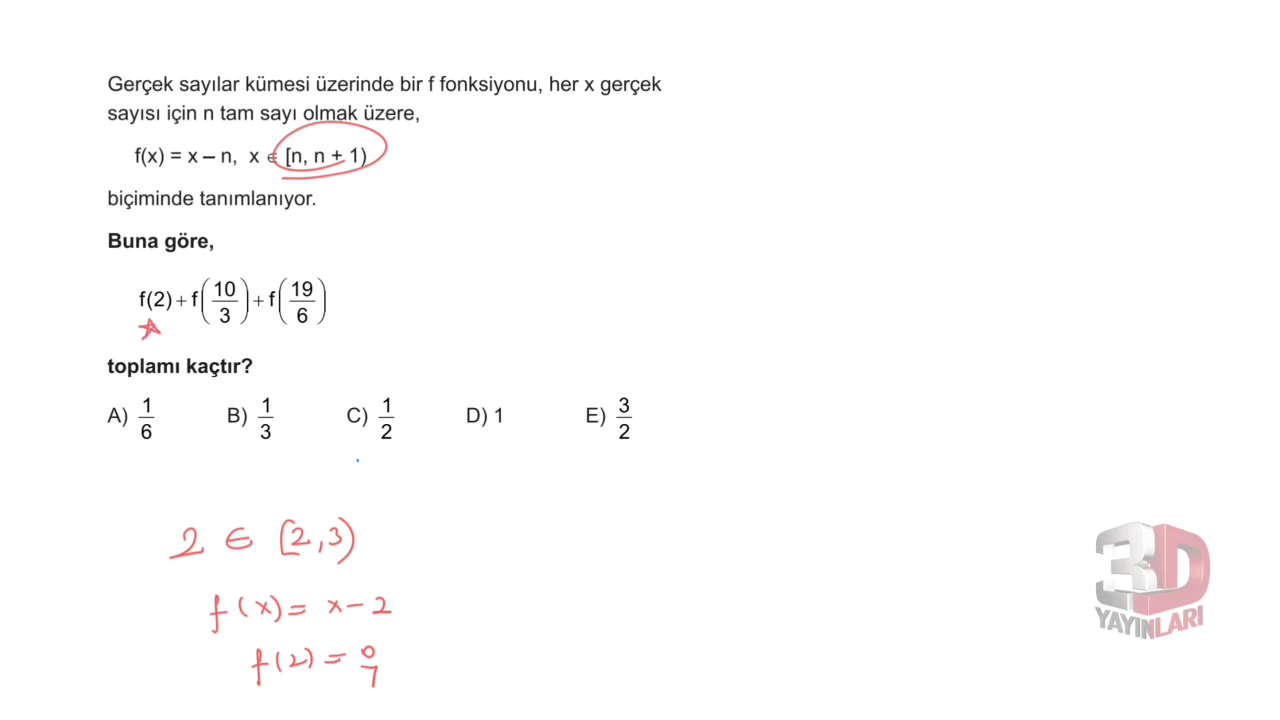 Gerçek sayılar kümesi üzerinde bir f fonksiyonu, her x gerçek
sayısı için n tam sayı olmak üzere,
f(x) = x – n, x ∈ [n, n + 1)
biçiminde tanımlanıyor.
Buna göre,
f(2) + f(10/3) + f(19/6)
toplamı kaçtır?
A) 1/6 B) 1/3 C) 1/2 D) 1 E) 3/2
2 ∈ [2,3)
f(x) = x - 2
f(2) = 0
3D
YAYINLARI